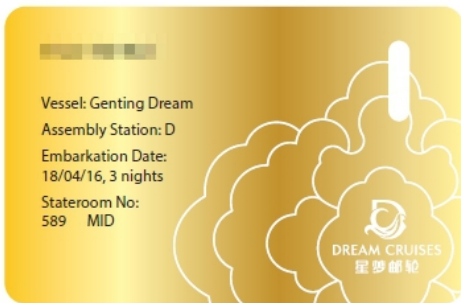 Vessel: Genting Dream
Assembly Station: D
Embarkation Date:
18/04/16, 3 nights
Stateroom No:
589 MID
DREAM CRUISES
星梦邮轮